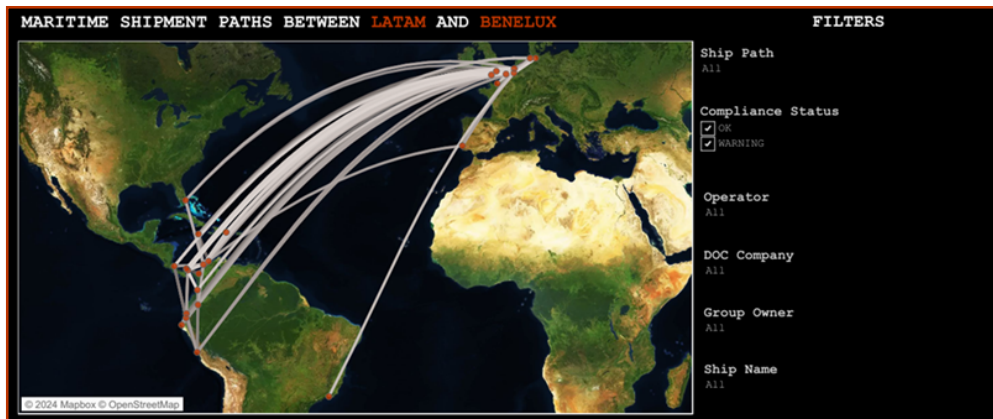 MARITIME SHIPMENT PATHS BETWEEN LATAM AND BENELUX
FILTERS
Ship Path
All
Compliance Status
OK
WARNING
Operator
All
DOC Company
All
Group Owner
All
Ship Name
All
© 2024 Mapbox © OpenStreetMap